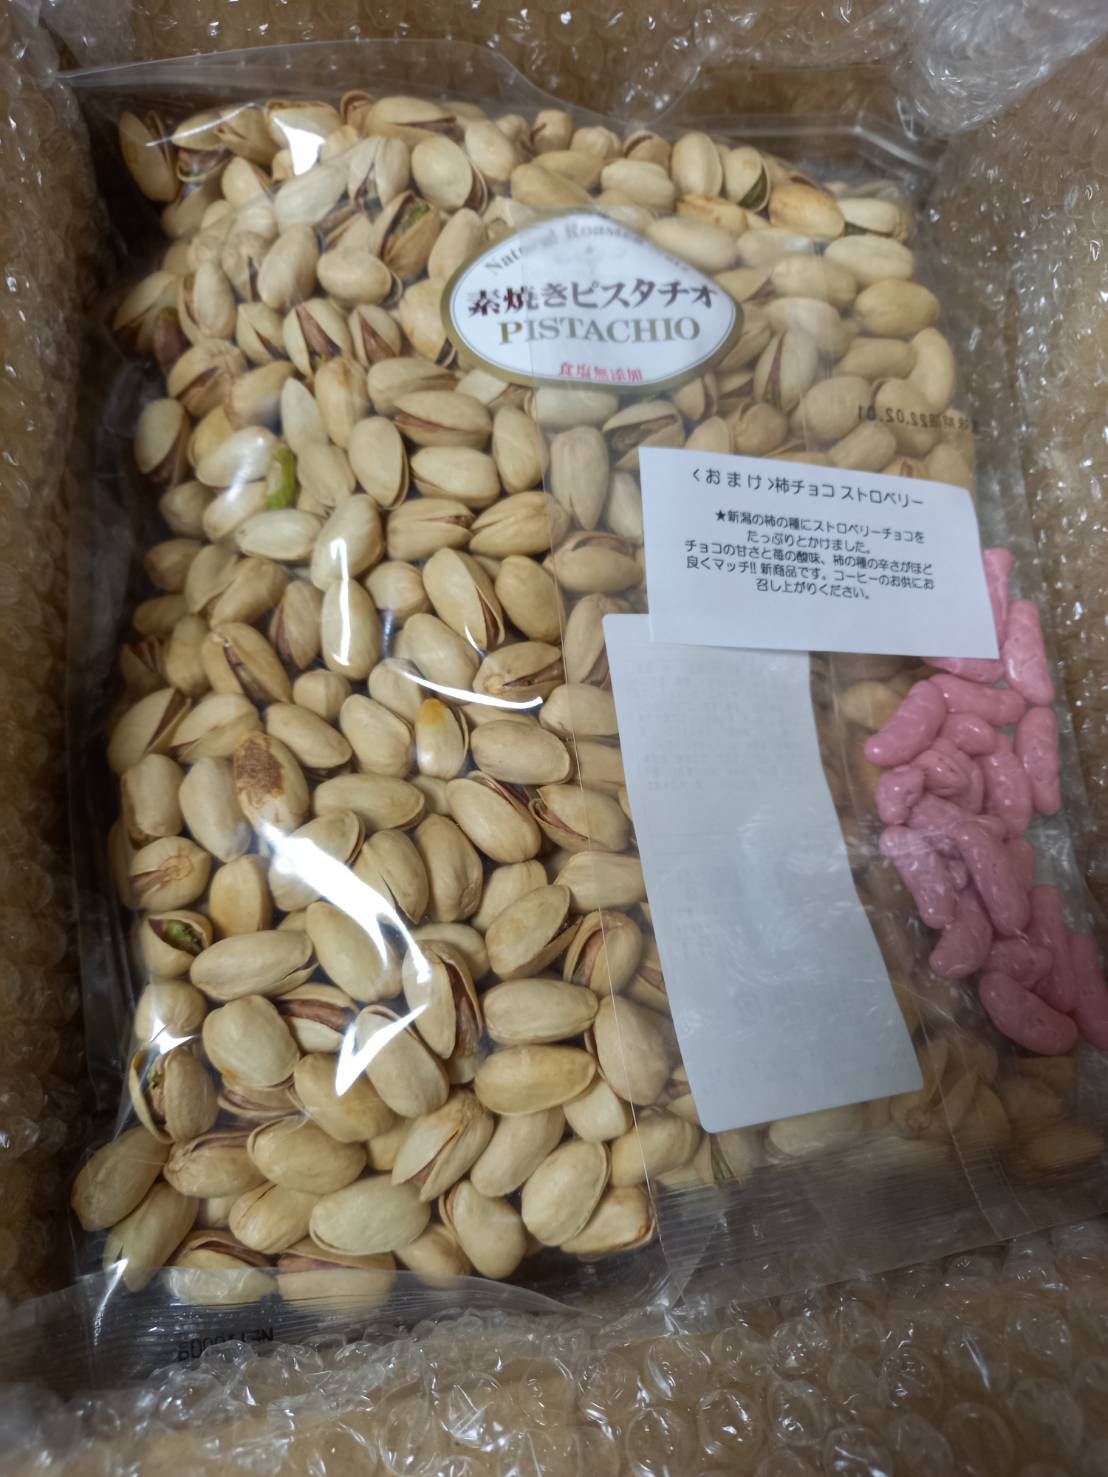 Natural Roasted
素焼きピスタチオ
PISTACHIO
食塩無添加
22.02.01
<おまけ>柿チョコ ストロベリー
★新潟の柿の種にストロベリーチョコを
たっぷりとかけました。
チョコの甘さと苺の酸味、柿の種の辛さがほど
良くマッチ!! 新商品です。コーヒーのお供にお
召し上がりください。